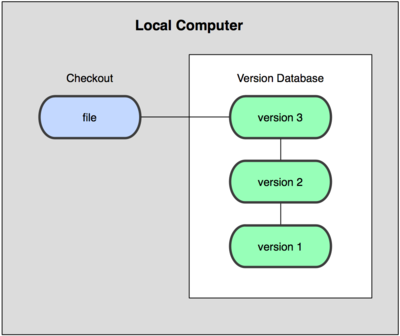 Local Computer
Checkout
Version Database
file
version 3
version 2
version 1